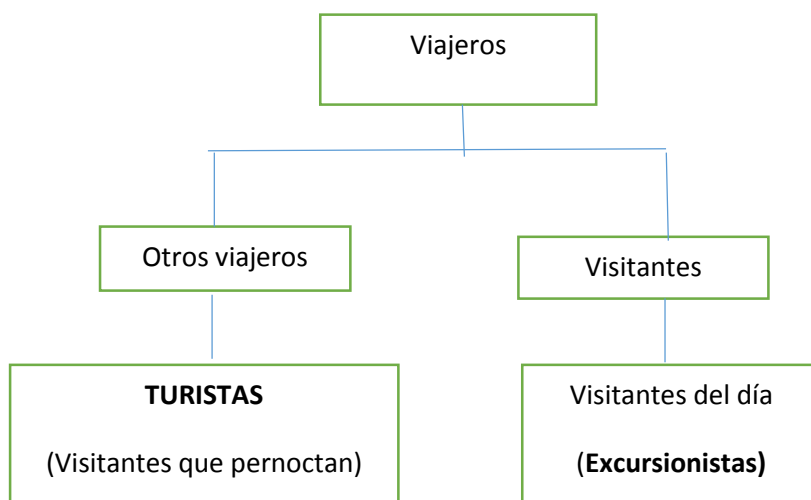 Viajeros
Otros viajeros
Visitantes
TURISTAS
(Visitantes que pernoctan)
Visitantes del día
(Excursionistas)